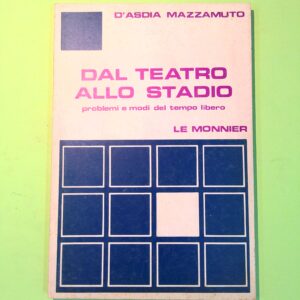 D'ASDIA MAZZAMUTO
DAL TEATRO
ALLO STADIO
problemi e modi del tempo libero
LE MONNIER